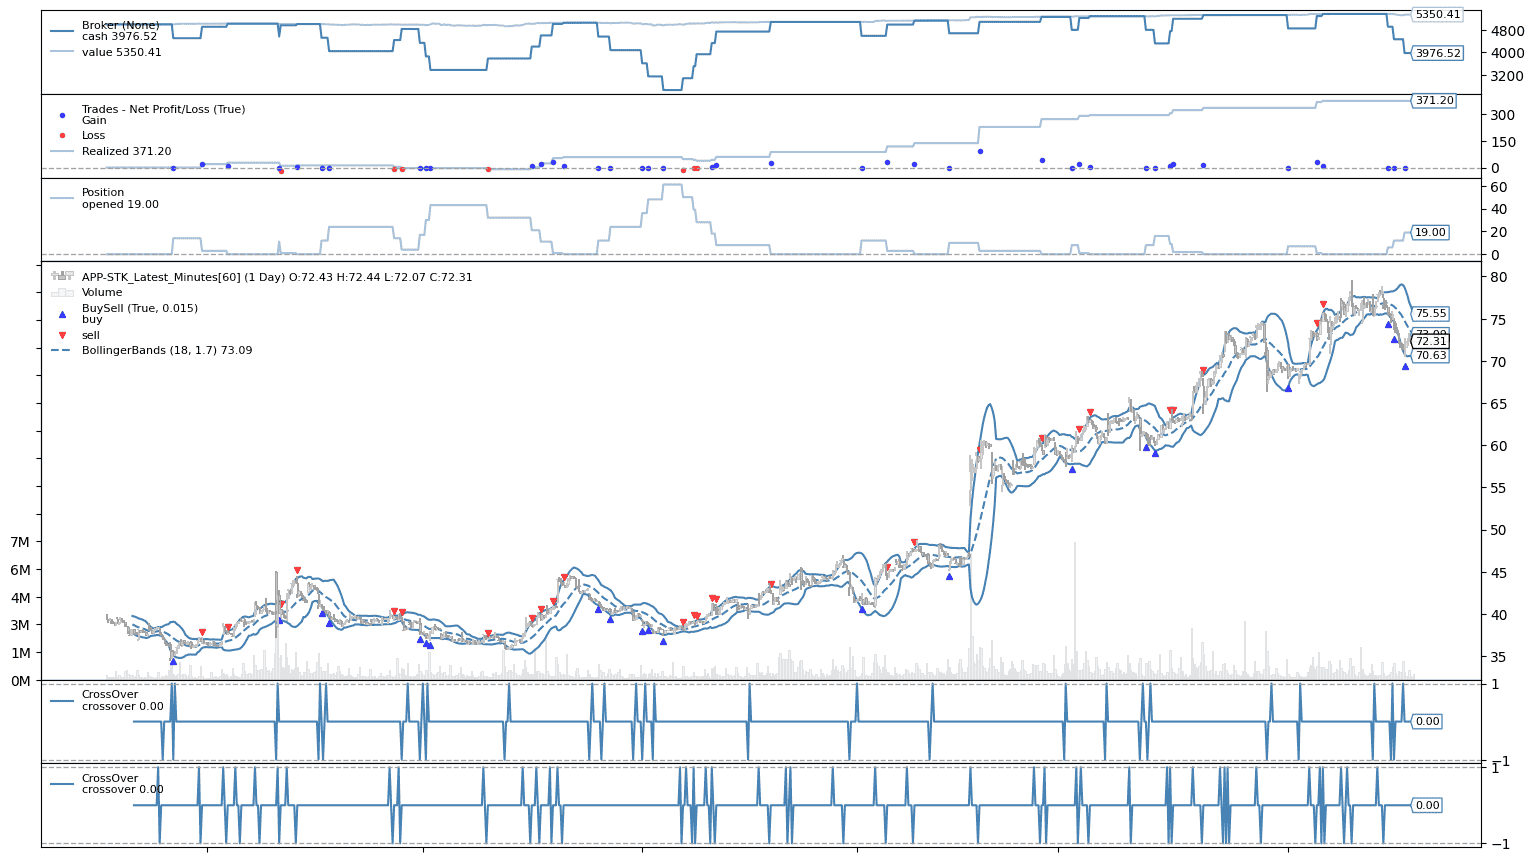 Broker (None)
cash 3976.52
value 5350.41
5350.41
4800
4000
3976.52
3200
Trades - Net Profit/Loss (True)
Gain
Loss
Realized 371.20
371.20
300
150
0
Position
opened 19.00
60
40
20
19.00
0
APP-STK_Latest_Minutes[60] (1 Day) O:72.43 H:72.44 L:72.07 C:72.31
Volume
BuySell (True, 0.015)
buy
sell
BollingerBands (18, 1.7) 73.09
80
75.55
75
72.31
70.63
70
65
60
55
50
45
40
35
7M
6M
4M
3M
1M
0M
CrossOver
crossover 0.00
1
0.00
−1
CrossOver
crossover 0.00
1
0.00
−1